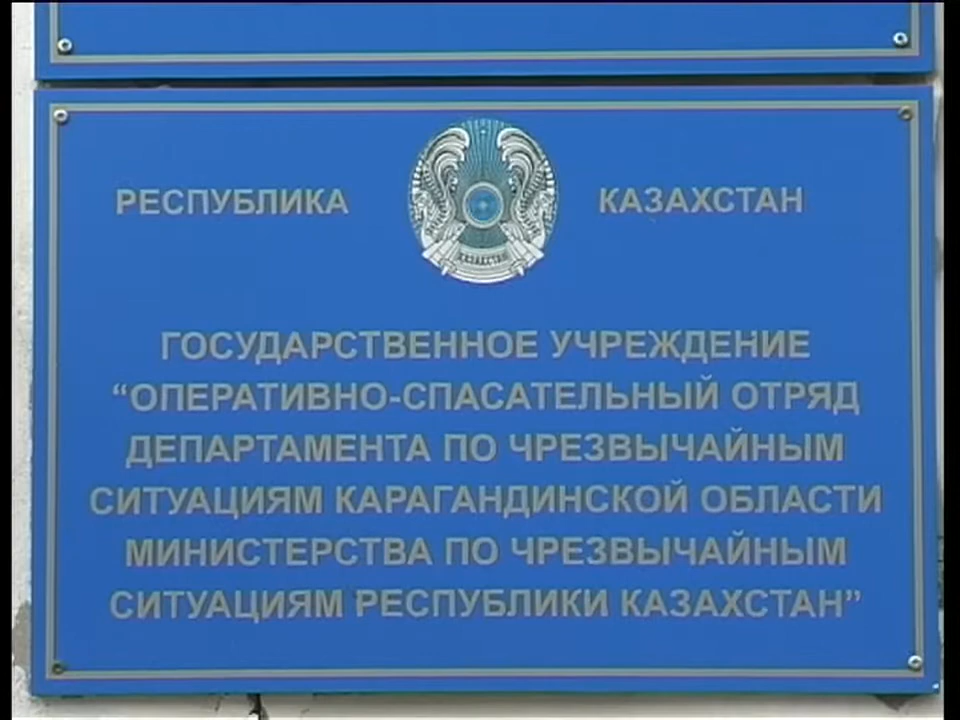 РЕСПУБЛИКА КАЗАХСТАН
ҚАЗАҚСТАН
ГОСУДАРСТВЕННОЕ УЧРЕЖДЕНИЕ
“ОПЕРАТИВНО-СПАСАТЕЛЬНЫЙ ОТРЯД
ДЕПАРТАМЕНТА ПО ЧРЕЗВЫЧАЙНЫМ
СИТУАЦИЯМ КАРАГАНДИНСКОЙ ОБЛАСТИ
МИНИСТЕРСТВА ПО ЧРЕЗВЫЧАЙНЫМ
СИТУАЦИЯМ РЕСПУБЛИКИ КАЗАХСТАН”